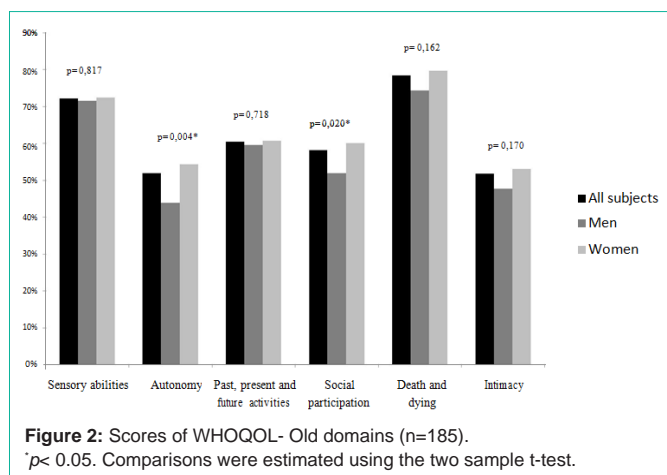 90%
80%
70%
60%
50%
40%
30%
20%
10%
0%
p= 0,817
p= 0,004*
p= 0,718
p= 0,020*
p= 0,162
p= 0,170
All subjects
Men
Women
Sensory abilities
Autonomy
Past, present and
future activities
Social
participation
Death and
dying
Intimacy
Figure 2: Scores of WHOQOL- Old domains (n=185).
*p< 0.05. Comparisons were estimated using the two sample t-test.